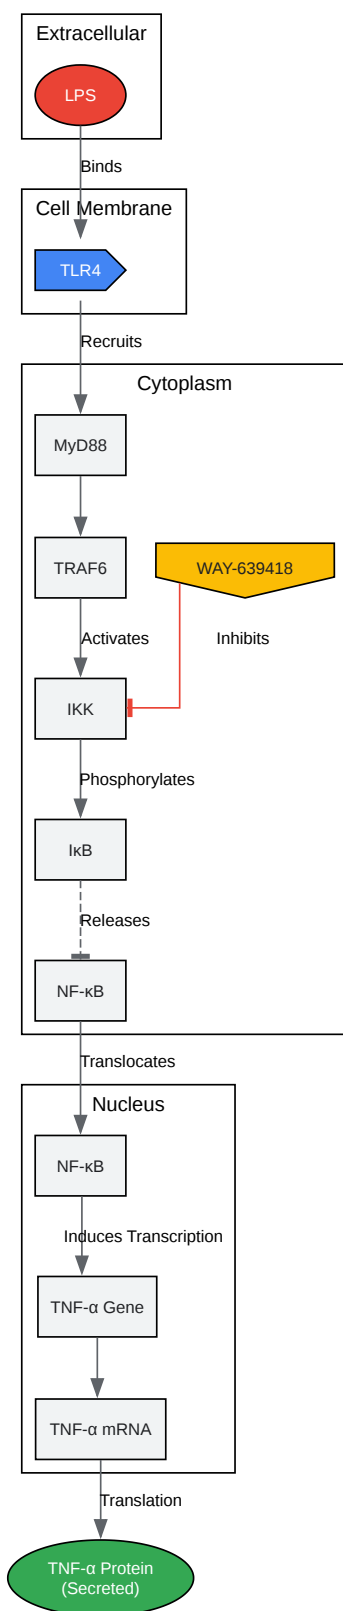 Extracellular
LPS
Binds
Cell Membrane
TLR4
Recruits
Cytoplasm
MyD88
TRAF6
WAY-639418
Activates
Inhibits
IKK
Phosphorylates
IκB
Releases
NF-κB
Translocates
Nucleus
NF-κB
Induces Transcription
TNF-α Gene
TNF-α mRNA
Translation
TNF-α Protein
(Secreted)